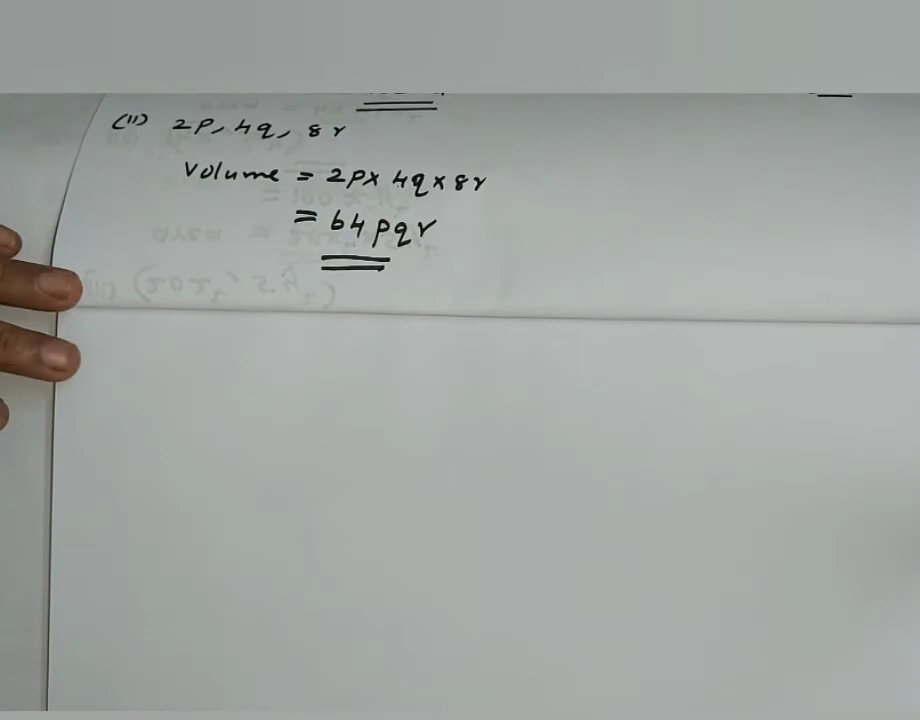 (ii) 2p, 4q, 8r
Volume = 2p x 4q x 8r
= 64pqr